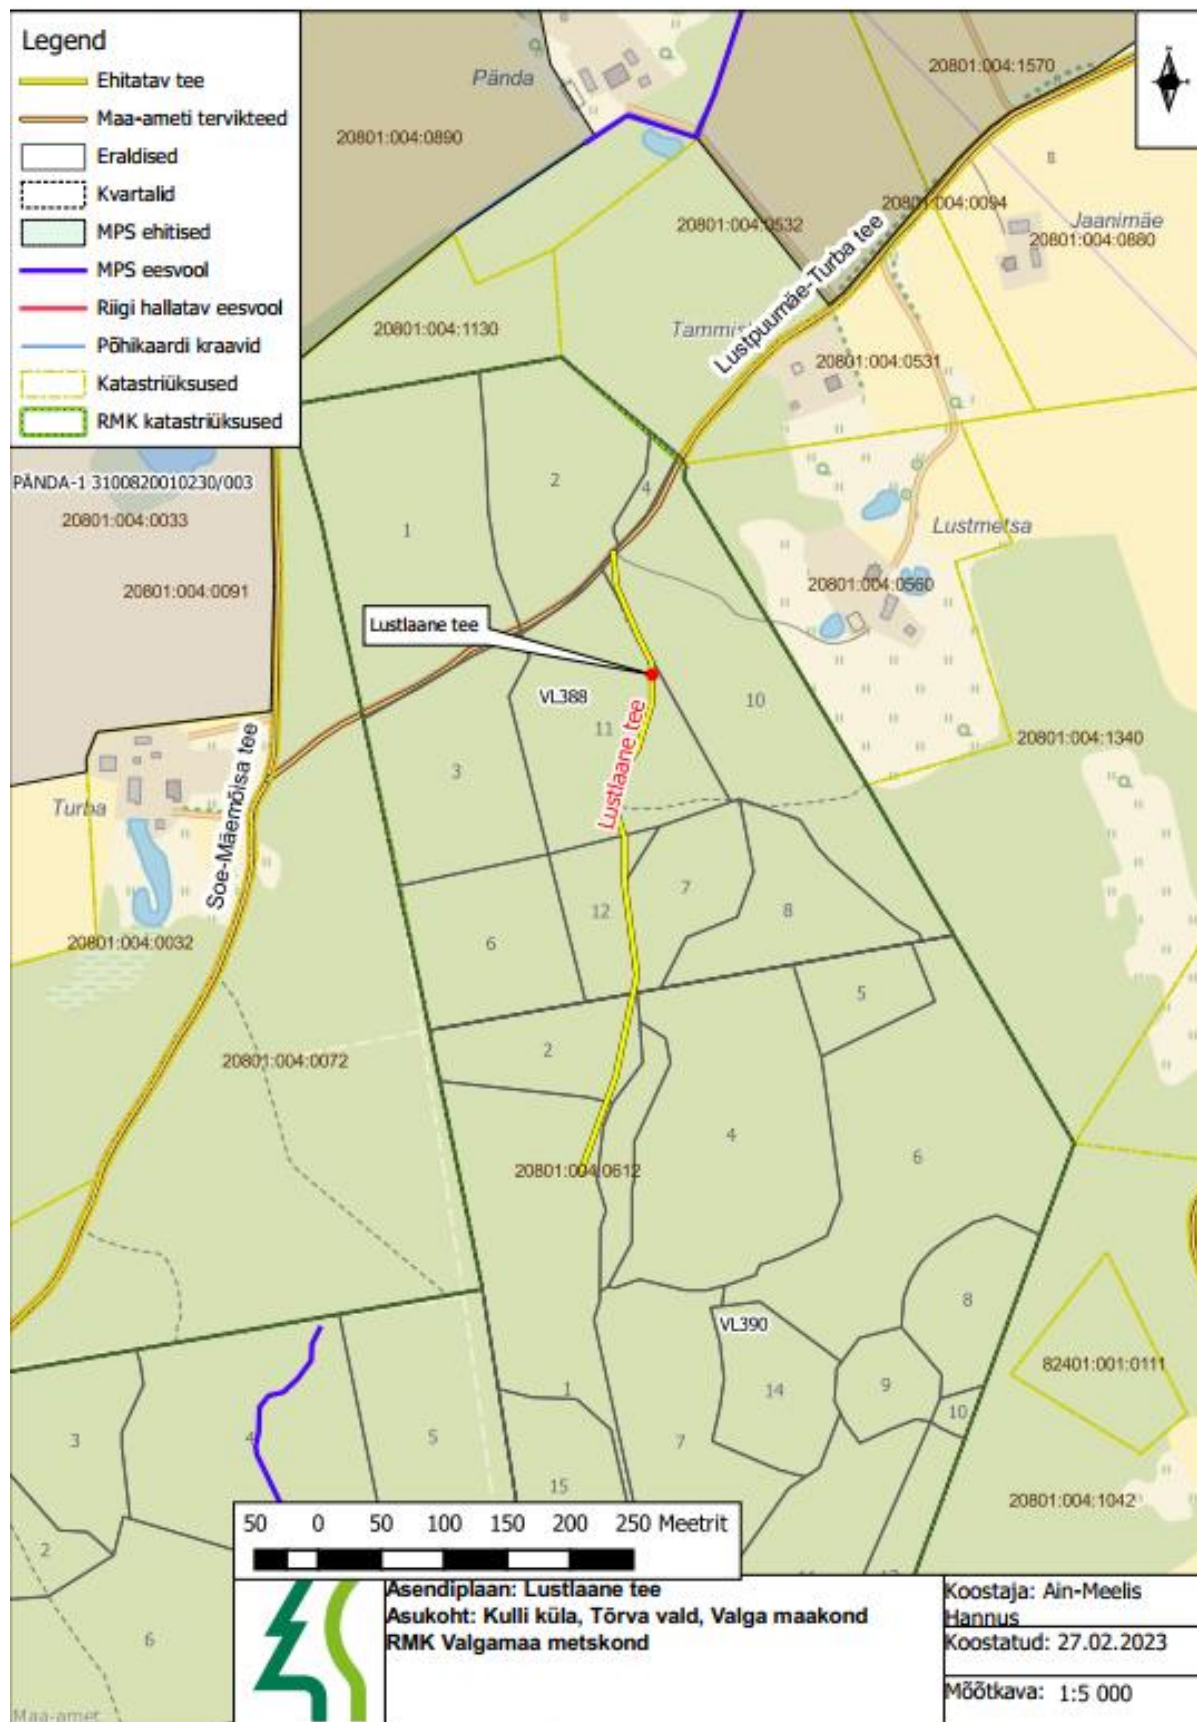 Legend
Ehitatav tee
Maa-ameti tervikteed
Eraldised
Kvartalid
MPS ehitised
MPS eesvool
Riigi hallatav eesvool
Põhikaardi kraavid
Katastriüksused
RMK katastriüksused
Pända
20801:004:0890
20801:004:1570
8
20801:004:0094
20801:004:0532
Jaanimäe
20801:004:0880
Lustpuumäe-Turba tee
20801:004:1130
20801:004:0531
2
4
PÄNDA-1 3100820010230/003
20801:004:0033
1
Lustmetsa
20801:004:0091
20801:004:0560
Lustlaane tee
VL388
10
11
20801:004:1340
3
Lustlaane tee
Turba
Soe-Mäemõisa tee
7
12
8
6
20801:004:0032
5
2
20801:004:0072
4
6
20801:004:0612
8
VL390
82401:001:0111
1
14
9
10
3
4
5
7
15
20801:004:1042
2
6
50 0 50 100 150 200 250 Meetrit
Asendiplaan: Lustlaane tee
Asukoht: Kulli küla, Tõrva vald, Valga maakond
RMK Valgamaa metskond
Koostaja: Ain-Meelis
Hannus
Koostatud: 27.02.2023
Mõõtkava: 1:5 000
Maa-amet